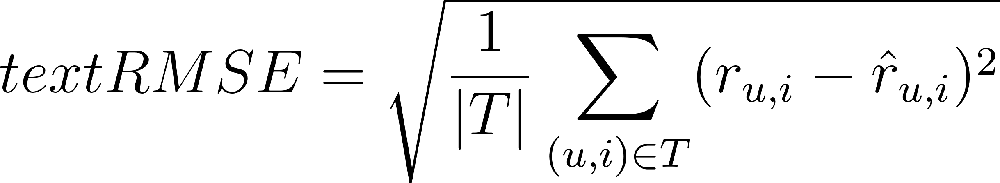 textRMSE = \sqrt{\frac{1}{|T|} \sum_{(u,i) \in T} (r_{u,i} - \hat{r}_{u,i})^2}